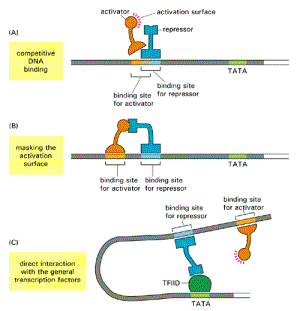 activator
activation surface
repressor
(A)
competitive
DNA
binding
TATA
binding site
for activator
binding site
for repressor
(B)
masking the
activation
surface
TATA
binding site
for activator
binding site
for repressor
binding site
for activator
binding site
for repressor
(C)
direct interaction
with the general
transcription factors
TFIID
TATA